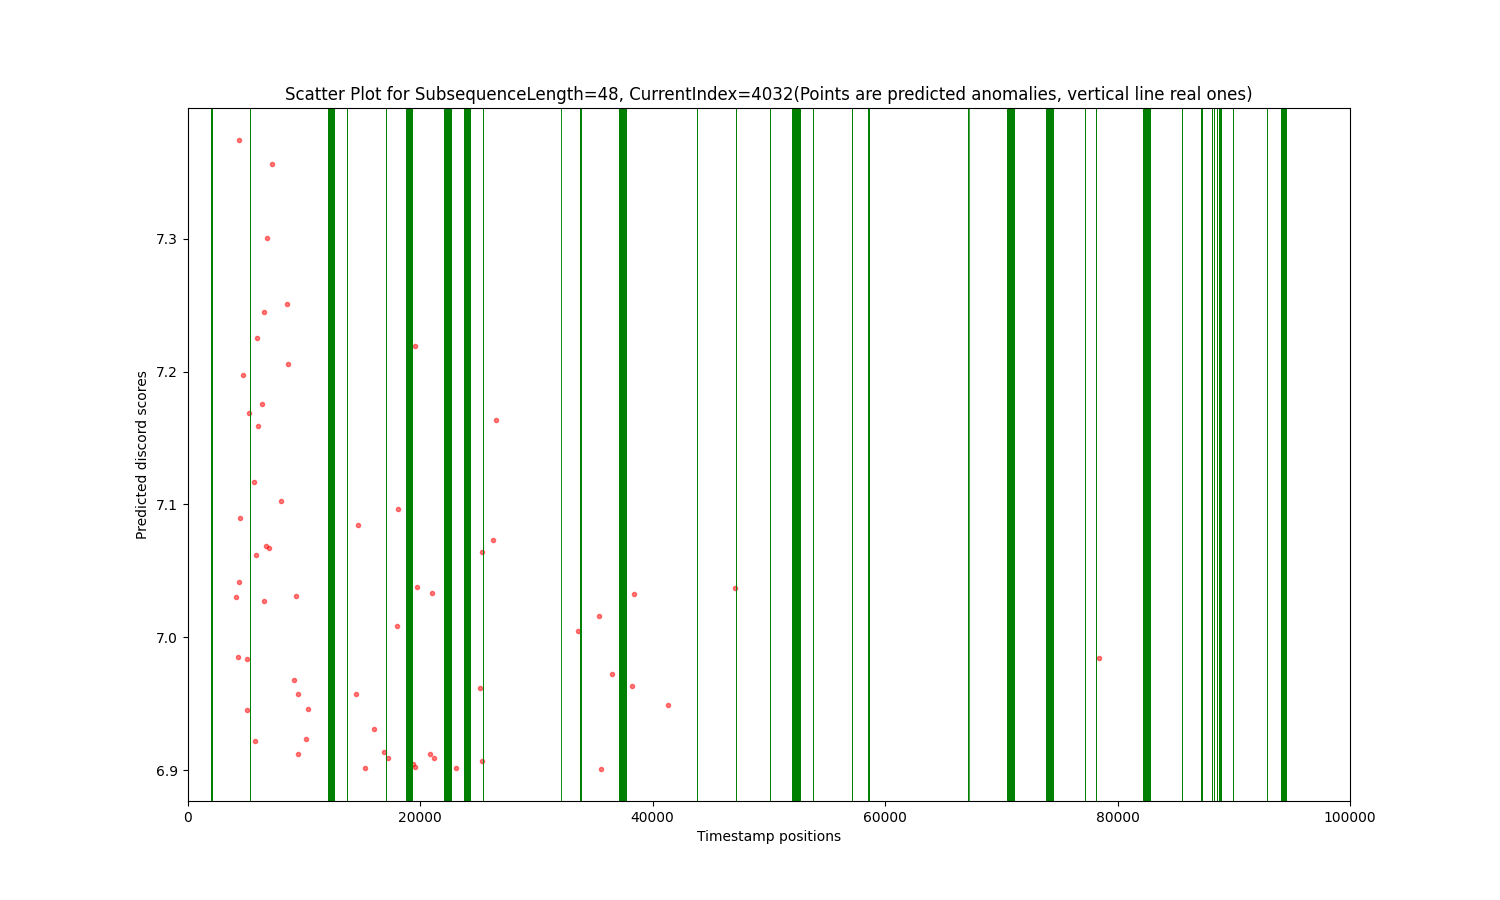 Scatter Plot for SubsequenceLength=48, CurrentIndex=4032(Points are predicted anomalies, vertical line real ones)
7.3
7.2
7.1
7.0
6.9
Predicted discord scores
0 20000 40000 60000 80000 100000
Timestamp positions